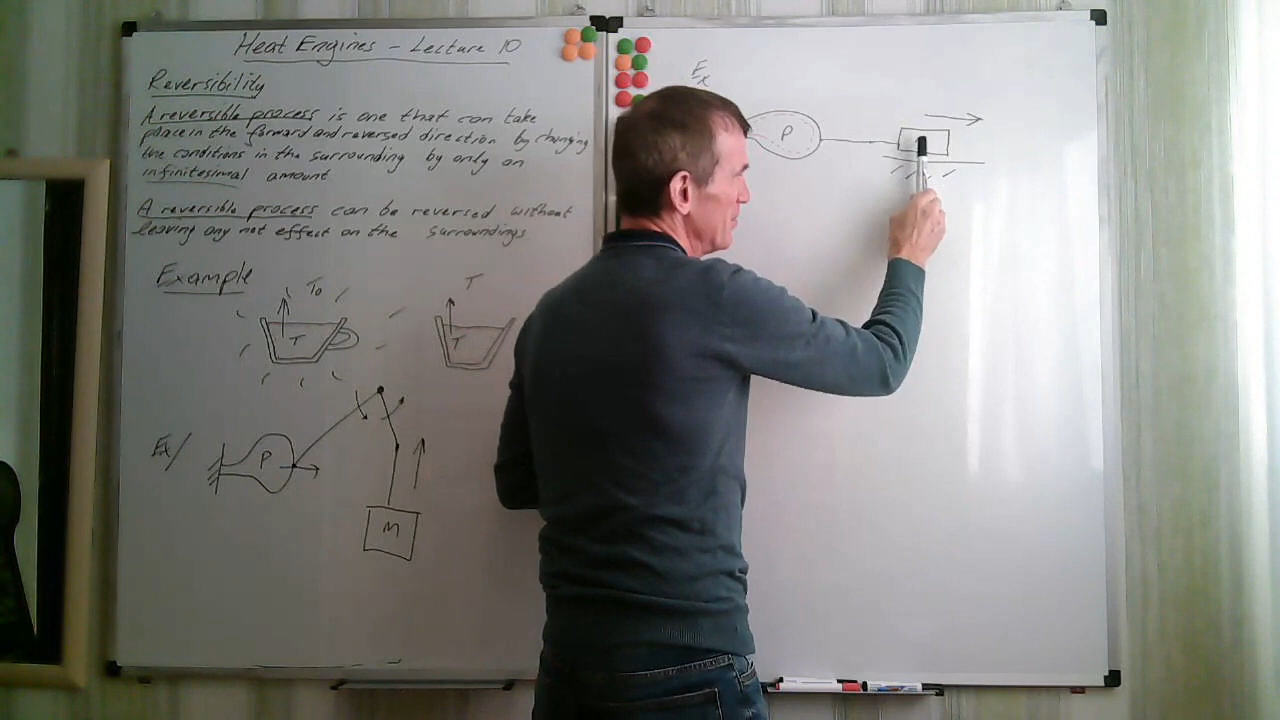 Heat Engines - Lecture 10
Reversibility
A reversible process is one that can take
place in the forward and reversed direction by changing
the conditions in the surrounding by only an
infinitesimal amount
A reversible process can be reversed without
leaving any not effect on the surroundings
Example
T₀
T
T
T
Ex/
P
M
Ex
P